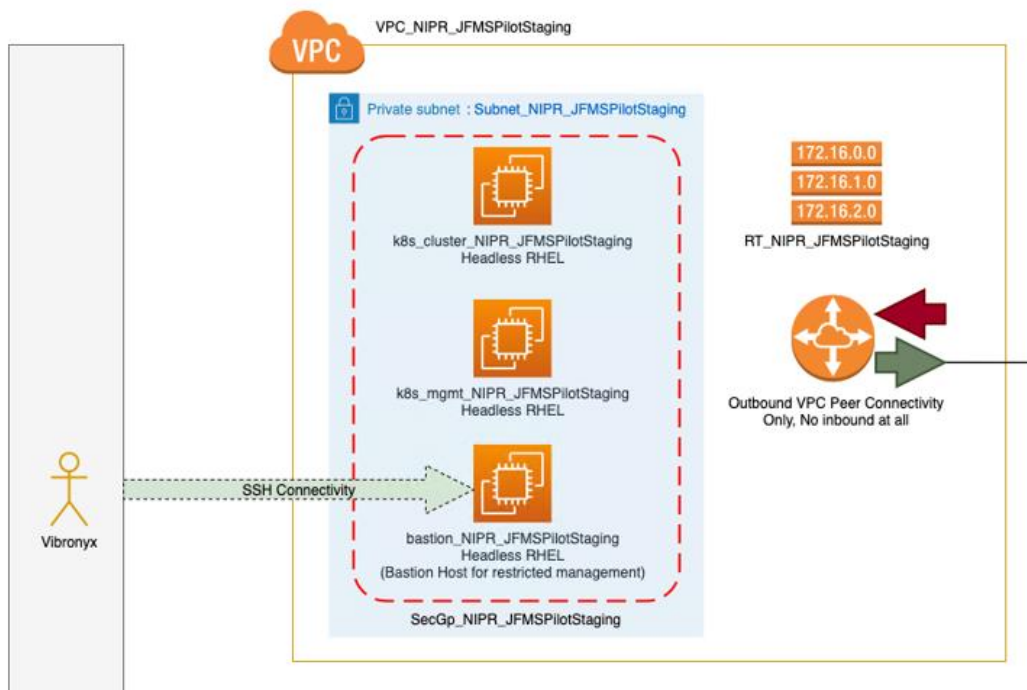 VPC_NIPR_JFMSPilotStaging
VPC
Private subnet : Subnet_NIPR_JFMSPilotStaging
k8s_cluster_NIPR_JFMSPilotStaging
Headless RHEL
172.16.0.0
172.16.1.0
172.16.2.0
RT_NIPR_JFMSPilotStaging
k8s_mgmt_NIPR_JFMSPilotStaging
Headless RHEL
Outbound VPC Peer Connectivity
Only, No inbound at all
SSH Connectivity
Vibronyx
bastion_NIPR_JFMSPilotStaging
Headless RHEL
(Bastion Host for restricted management)
SecGp_NIPR_JFMSPilotStaging